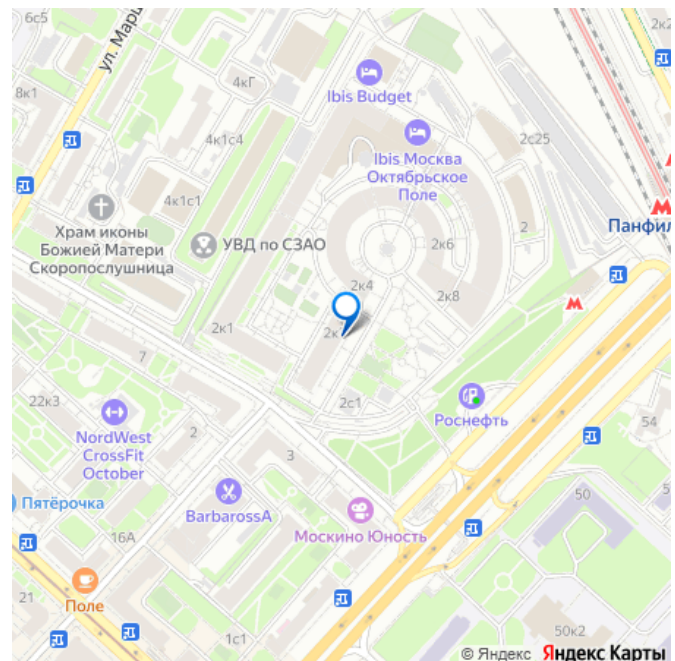 6с5
ул. Марш
2к2
4кГ
Ibis Budget
8к1
4к1с4
2с25
Ibis Москва
Октябрьское
Поле
4к1с1
Храм иконы
Божией Матери
Скоропослушница
УВД по СЗАО
2к6
2
Панфил
2к4
2к8
2к1
2к
7
22к3
2с1
Роснефть
54
NordWest
CrossFit
October
2
3
Пятёрочка
BarbarossA
50
Москино Юность
16А
Поле
21
1с1
50к2
© Яндекс Яндекс Карты